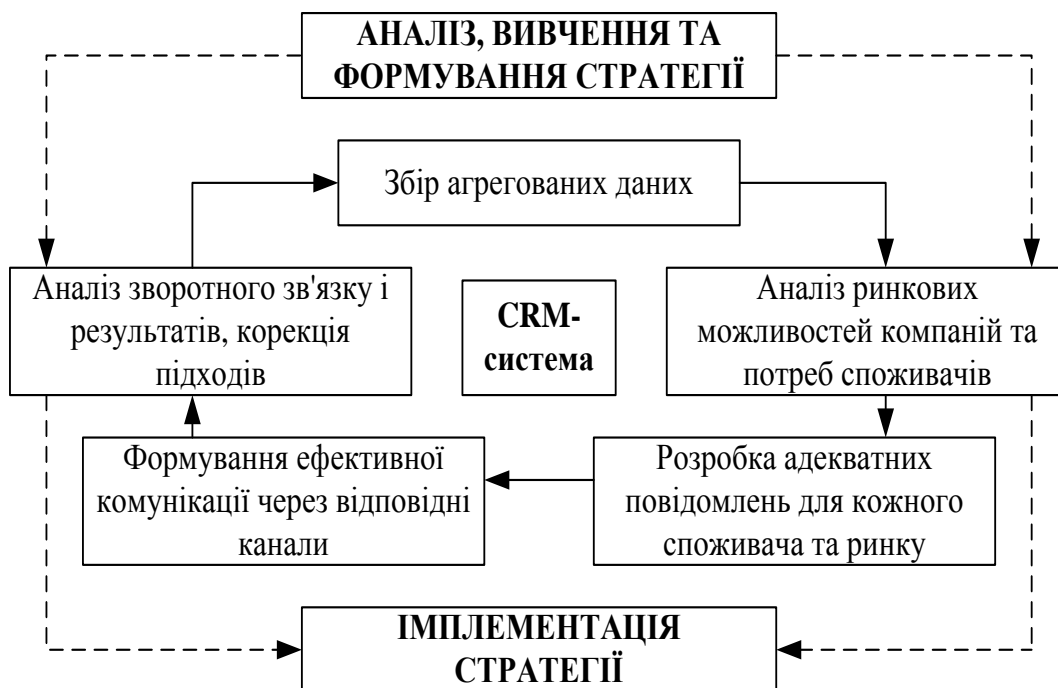 АНАЛІЗ, ВИВЧЕННЯ ТА
ФОРМУВАННЯ СТРАТЕГІЇ
Збір агрегованих даних
Аналіз зворотного зв'язку і
результатів, корекція
підходів
CRM-
система
Аналіз ринкових
можливостей компаній та
потреб споживачів
Формування ефективної
комунікації через відповідні
канали
Розробка адекватних
повідомлень для кожного
споживача та ринку
ІМПЛЕМЕНТАЦІЯ
СТРАТЕГІЇ